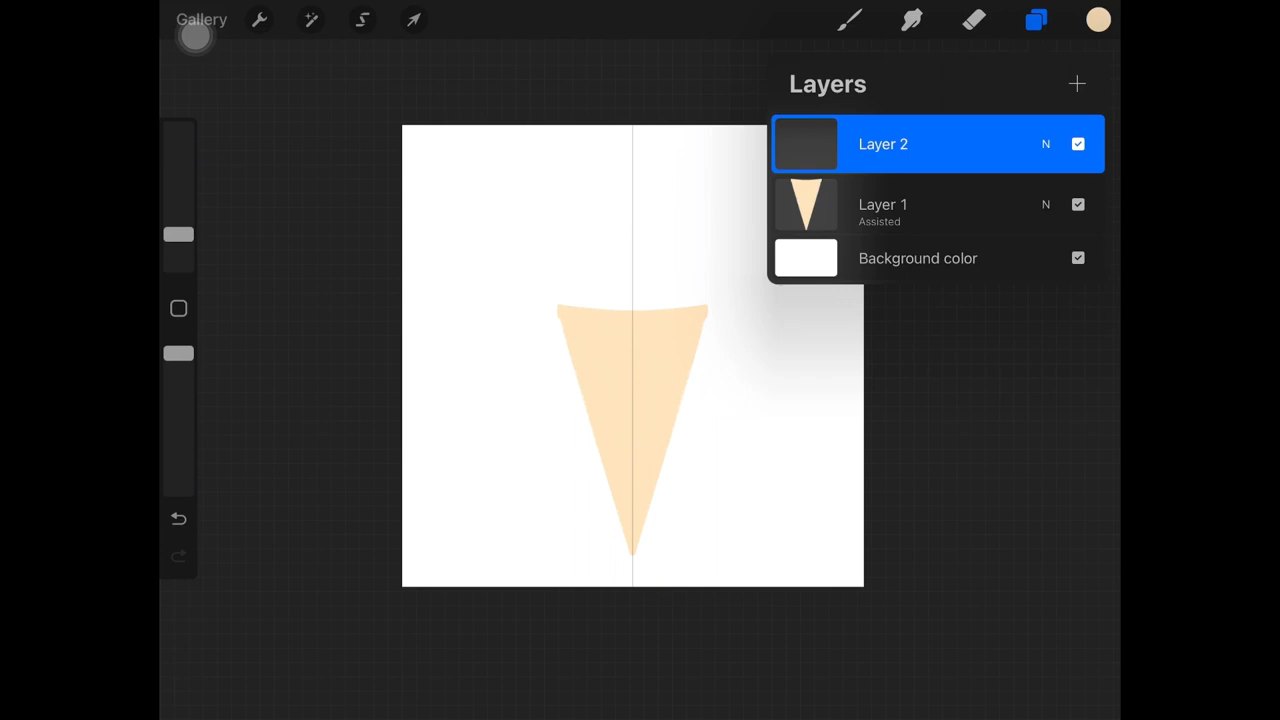 Gallery
Layers
Layer 2 N
Layer 1 N
Assisted
Background color